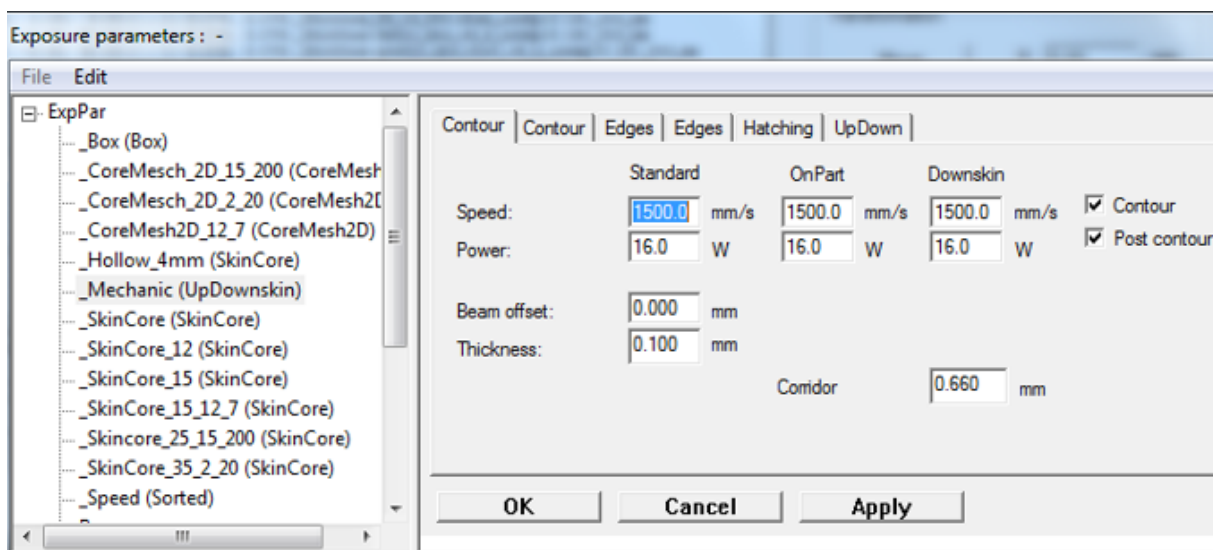 Exposure parameters : -
File Edit
ExpPar
_Box (Box)
_CoreMesch_2D_15_200 (CoreMesh
_CoreMesch_2D_2_20 (CoreMesh2D
_CoreMesh2D_12_7 (CoreMesh2D)
_Hollow_4mm (SkinCore)
_Mechanic (UpDownskin)
_SkinCore (SkinCore)
_SkinCore_12 (SkinCore)
_SkinCore_15 (SkinCore)
_SkinCore_15_12_7 (SkinCore)
_Skincore_25_15_200 (SkinCore)
_SkinCore_35_2_20 (SkinCore)
_Speed (Sorted)
Contour Contour Edges Edges Hatching UpDown
Standard OnPart Downskin
Speed: 1500.0 mm/s 1500.0 mm/s 1500.0 mm/s Contour
Power: 16.0 W 16.0 W 16.0 W Post contour
Beam offset: 0.000 mm
Thickness: 0.100 mm
Corridor 0.660 mm
OK Cancel Apply